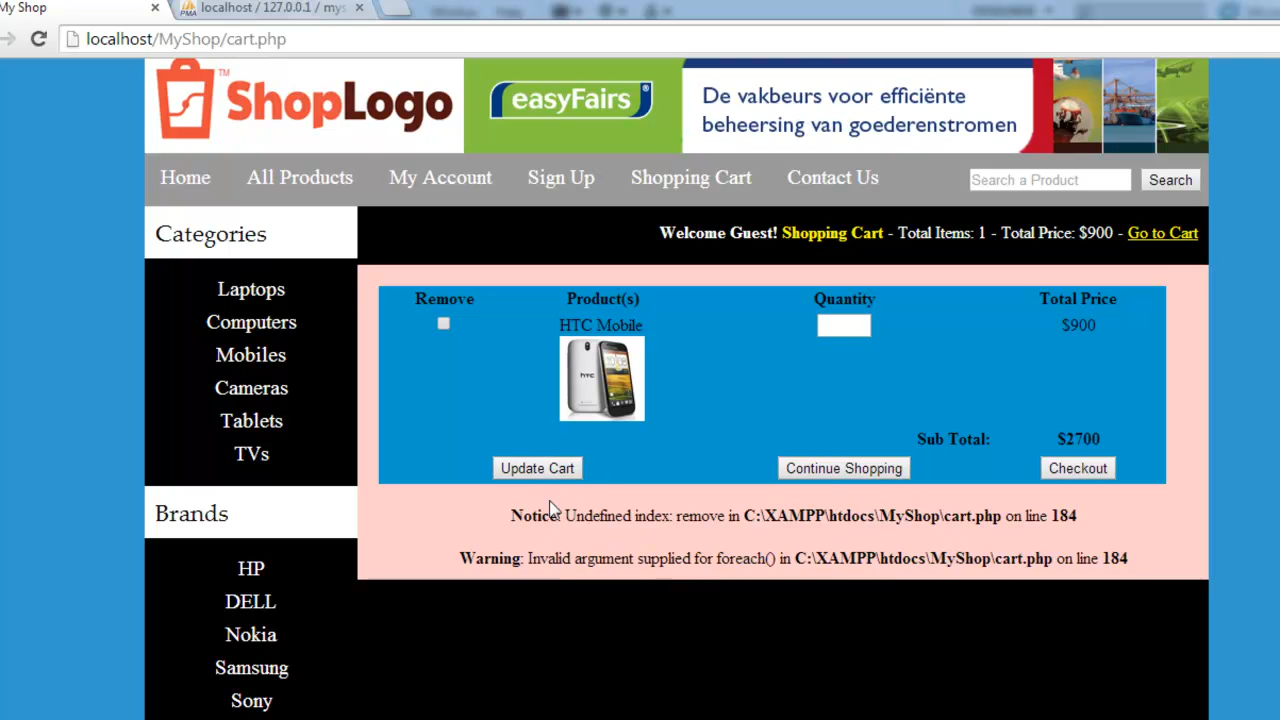 My Shop
localhost / 127.0.0.1 / mys
localhost/MyShop/cart.php
ShopLogo™
easyFairs®
De vakbeurs voor efficiënte
beheersing van goederenstromen
Home All Products My Account Sign Up Shopping Cart Contact Us Search a Product Search
Categories
Welcome Guest! Shopping Cart - Total Items: 1 - Total Price: $900 - Go to Cart
Laptops
Computers
Mobiles
Cameras
Tablets
TVs
Remove Product(s) Quantity Total Price
HTC Mobile $900
hTC
Sub Total: $2700
Update Cart Continue Shopping Checkout
Brands
Notice: Undefined index: remove in C:\XAMPP\htdocs\MyShop\cart.php on line 184
Warning: Invalid argument supplied for foreach() in C:\XAMPP\htdocs\MyShop\cart.php on line 184
HP
DELL
Nokia
Samsung
Sony